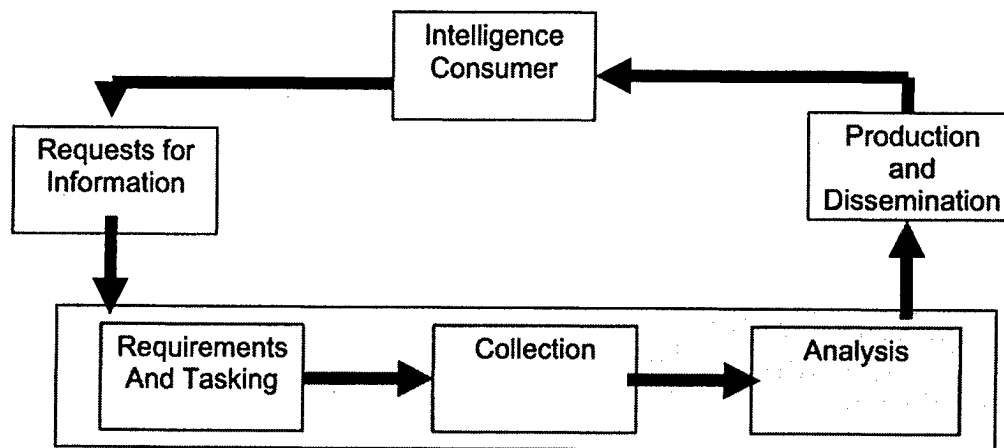 Intelligence
Consumer
Requests for
Information
Production
and
Dissemination
Requirements
And Tasking
Collection
Analysis